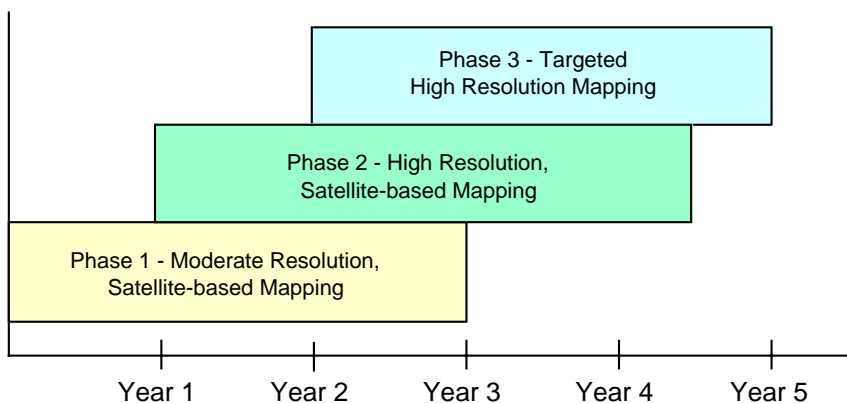 Phase 3 - Targeted
High Resolution Mapping
Phase 2 - High Resolution,
Satellite-based Mapping
Phase 1 - Moderate Resolution,
Satellite-based Mapping
Year 1 Year 2 Year 3 Year 4 Year 5